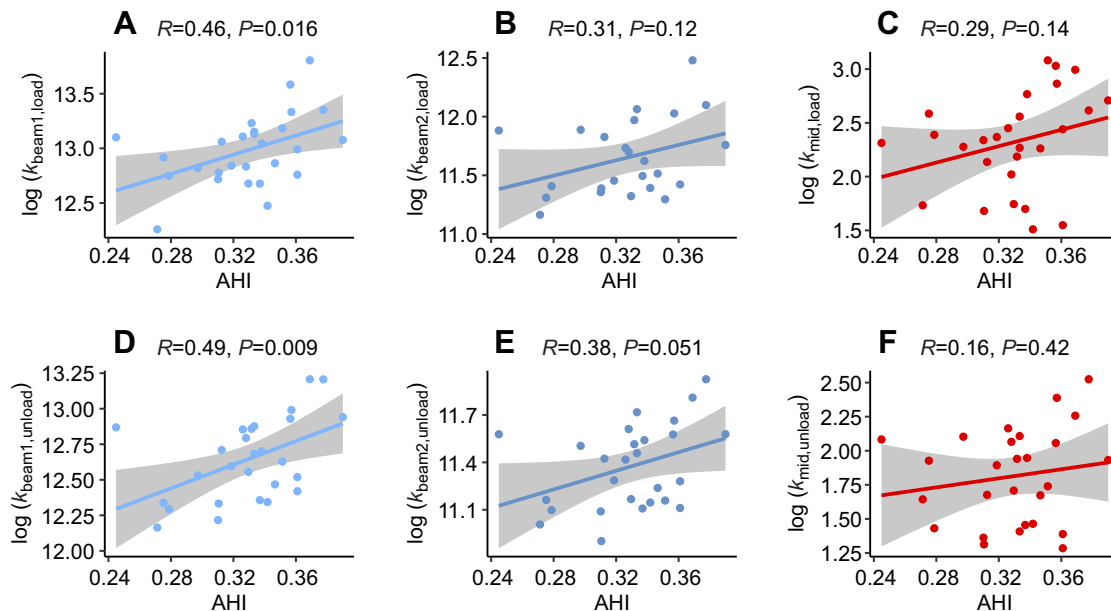 A R=0.46, P=0.016
log (k_beam1,load)
13.5
13.0
12.5
0.24 0.28 0.32 0.36
AHI
B R=0.31, P=0.12
log (k_beam2,load)
12.5
12.0
11.5
11.0
0.24 0.28 0.32 0.36
AHI
C R=0.29, P=0.14
log (k_mid,load)
3.0
2.5
2.0
1.5
0.24 0.28 0.32 0.36
AHI
D R=0.49, P=0.009
log (k_beam1,unload)
13.25
13.00
12.75
12.50
12.25
12.00
0.24 0.28 0.32 0.36
AHI
E R=0.38, P=0.051
log (k_beam2,unload)
11.7
11.4
11.1
0.24 0.28 0.32 0.36
AHI
F R=0.16, P=0.42
log (k_mid,unload)
2.50
2.25
2.00
1.75
1.50
1.25
0.24 0.28 0.32 0.36
AHI